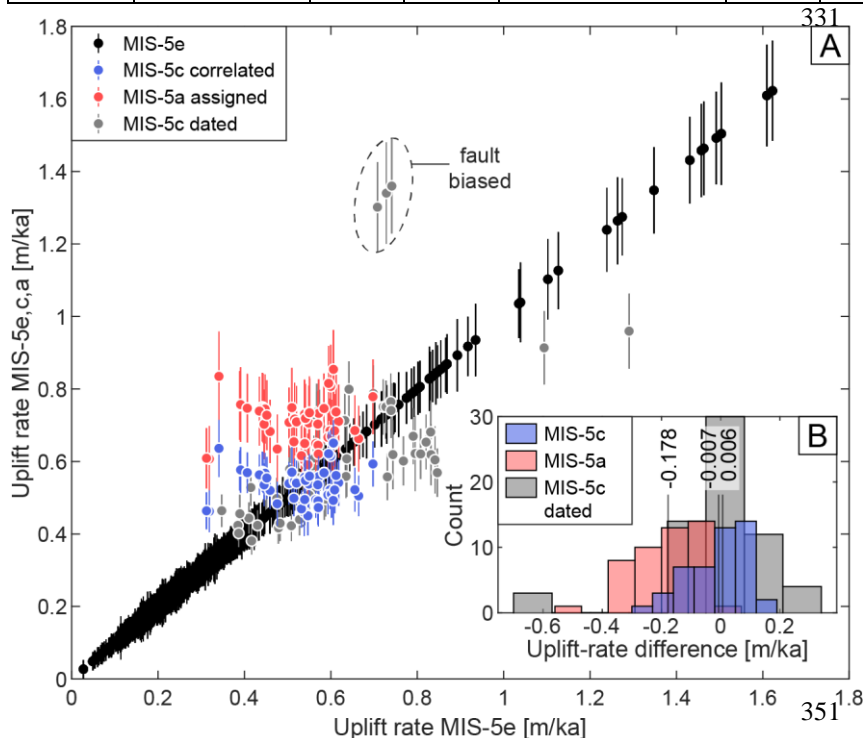 331
1.8
1.6
1.4
1.2
1
0.8
0.6
0.4
0.2
0
Uplift rate MIS-5e,c,a [m/ka]
A
MIS-5e
MIS-5c correlated
MIS-5a assigned
MIS-5c dated
fault
biased
B
30
20
10
0
Count
MIS-5c
MIS-5a
MIS-5c
dated
-0.178
-0.007
0.006
-0.6 -0.4 -0.2 0 0.2
Uplift-rate difference [m/ka]
0 0.2 0.4 0.6 0.8 1 1.2 1.4 1.6 1.8
351
Uplift rate MIS-5e [m/ka]